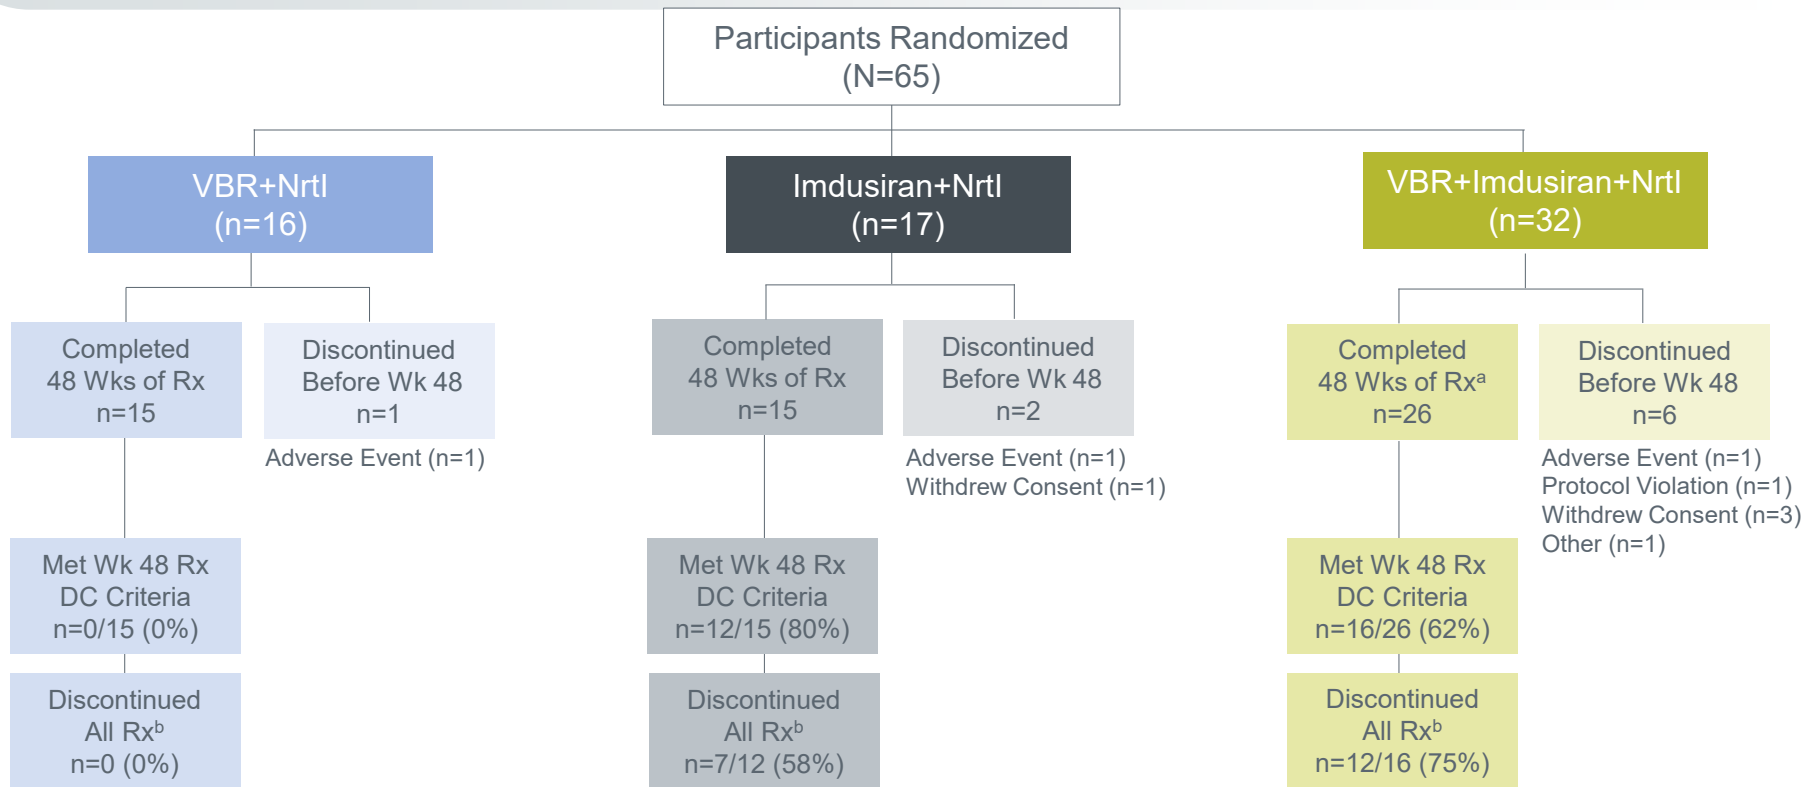 Participants Randomized
(N=65)
VBR+NrtI
(n=16)
Imdusiran+NrtI
(n=17)
VBR+Imdusiran+NrtI
(n=32)
Completed
48 Wks of Rx
n=15
Discontinued
Before Wk 48
n=1
Adverse Event (n=1)
Completed
48 Wks of Rx
n=15
Discontinued
Before Wk 48
n=2
Adverse Event (n=1)
Withdrew Consent (n=1)
Completed
48 Wks of Rxᵃ
n=26
Discontinued
Before Wk 48
n=6
Adverse Event (n=1)
Protocol Violation (n=1)
Withdrew Consent (n=3)
Other (n=1)
Met Wk 48 Rx
DC Criteria
n=0/15 (0%)
Met Wk 48 Rx
DC Criteria
n=12/15 (80%)
Met Wk 48 Rx
DC Criteria
n=16/26 (62%)
Discontinued
All Rxᵇ
n=0 (0%)
Discontinued
All Rxᵇ
n=7/12 (58%)
Discontinued
All Rxᵇ
n=12/16 (75%)